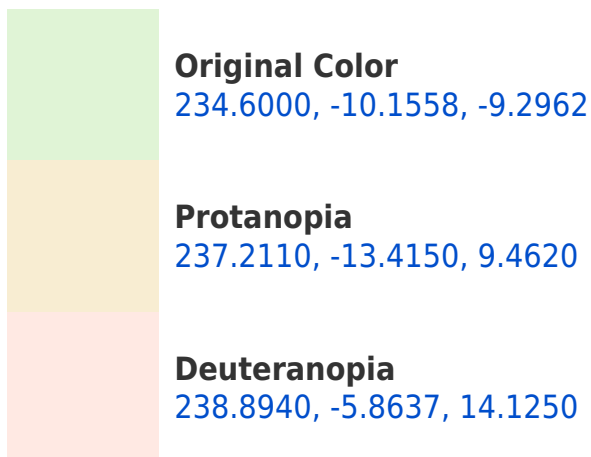 Original Color
234.6000, -10.1558, -9.2962
Protanopia
237.2110, -13.4150, 9.4620
Deuteranopia
238.8940, -5.8637, 14.1250